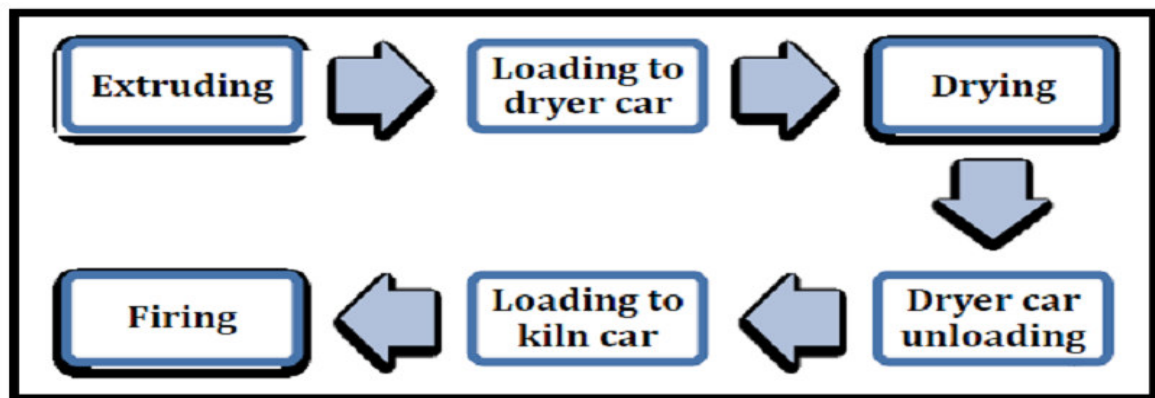 Extruding
Loading to
dryer car
Drying
Dryer car
unloading
Loading to
kiln car
Firing